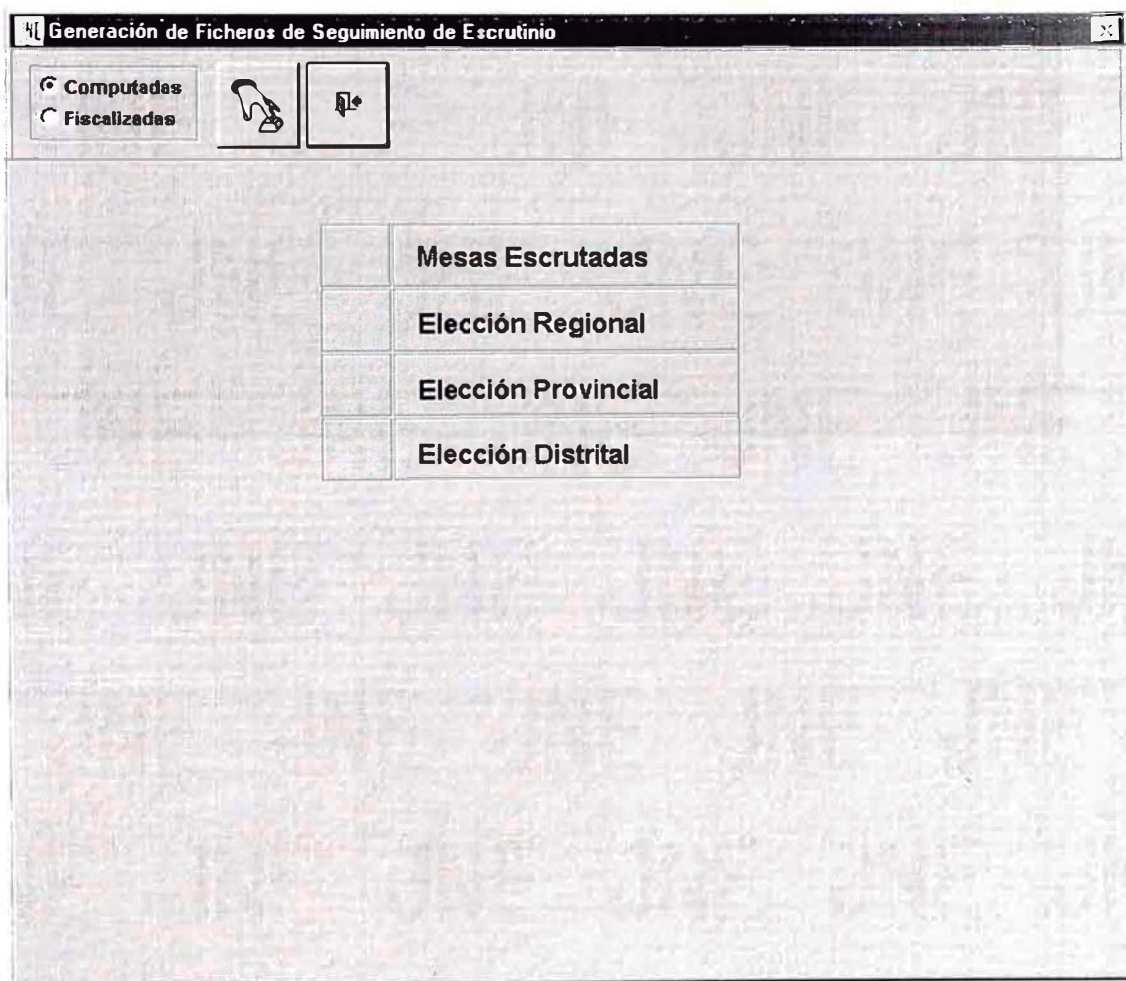 Generación de Ficheros de Seguimiento de Escrutinio
Computadas
Fiscalizadas
Mesas Escrutadas
Elección Regional
Elección Provincial
Elección Distrital